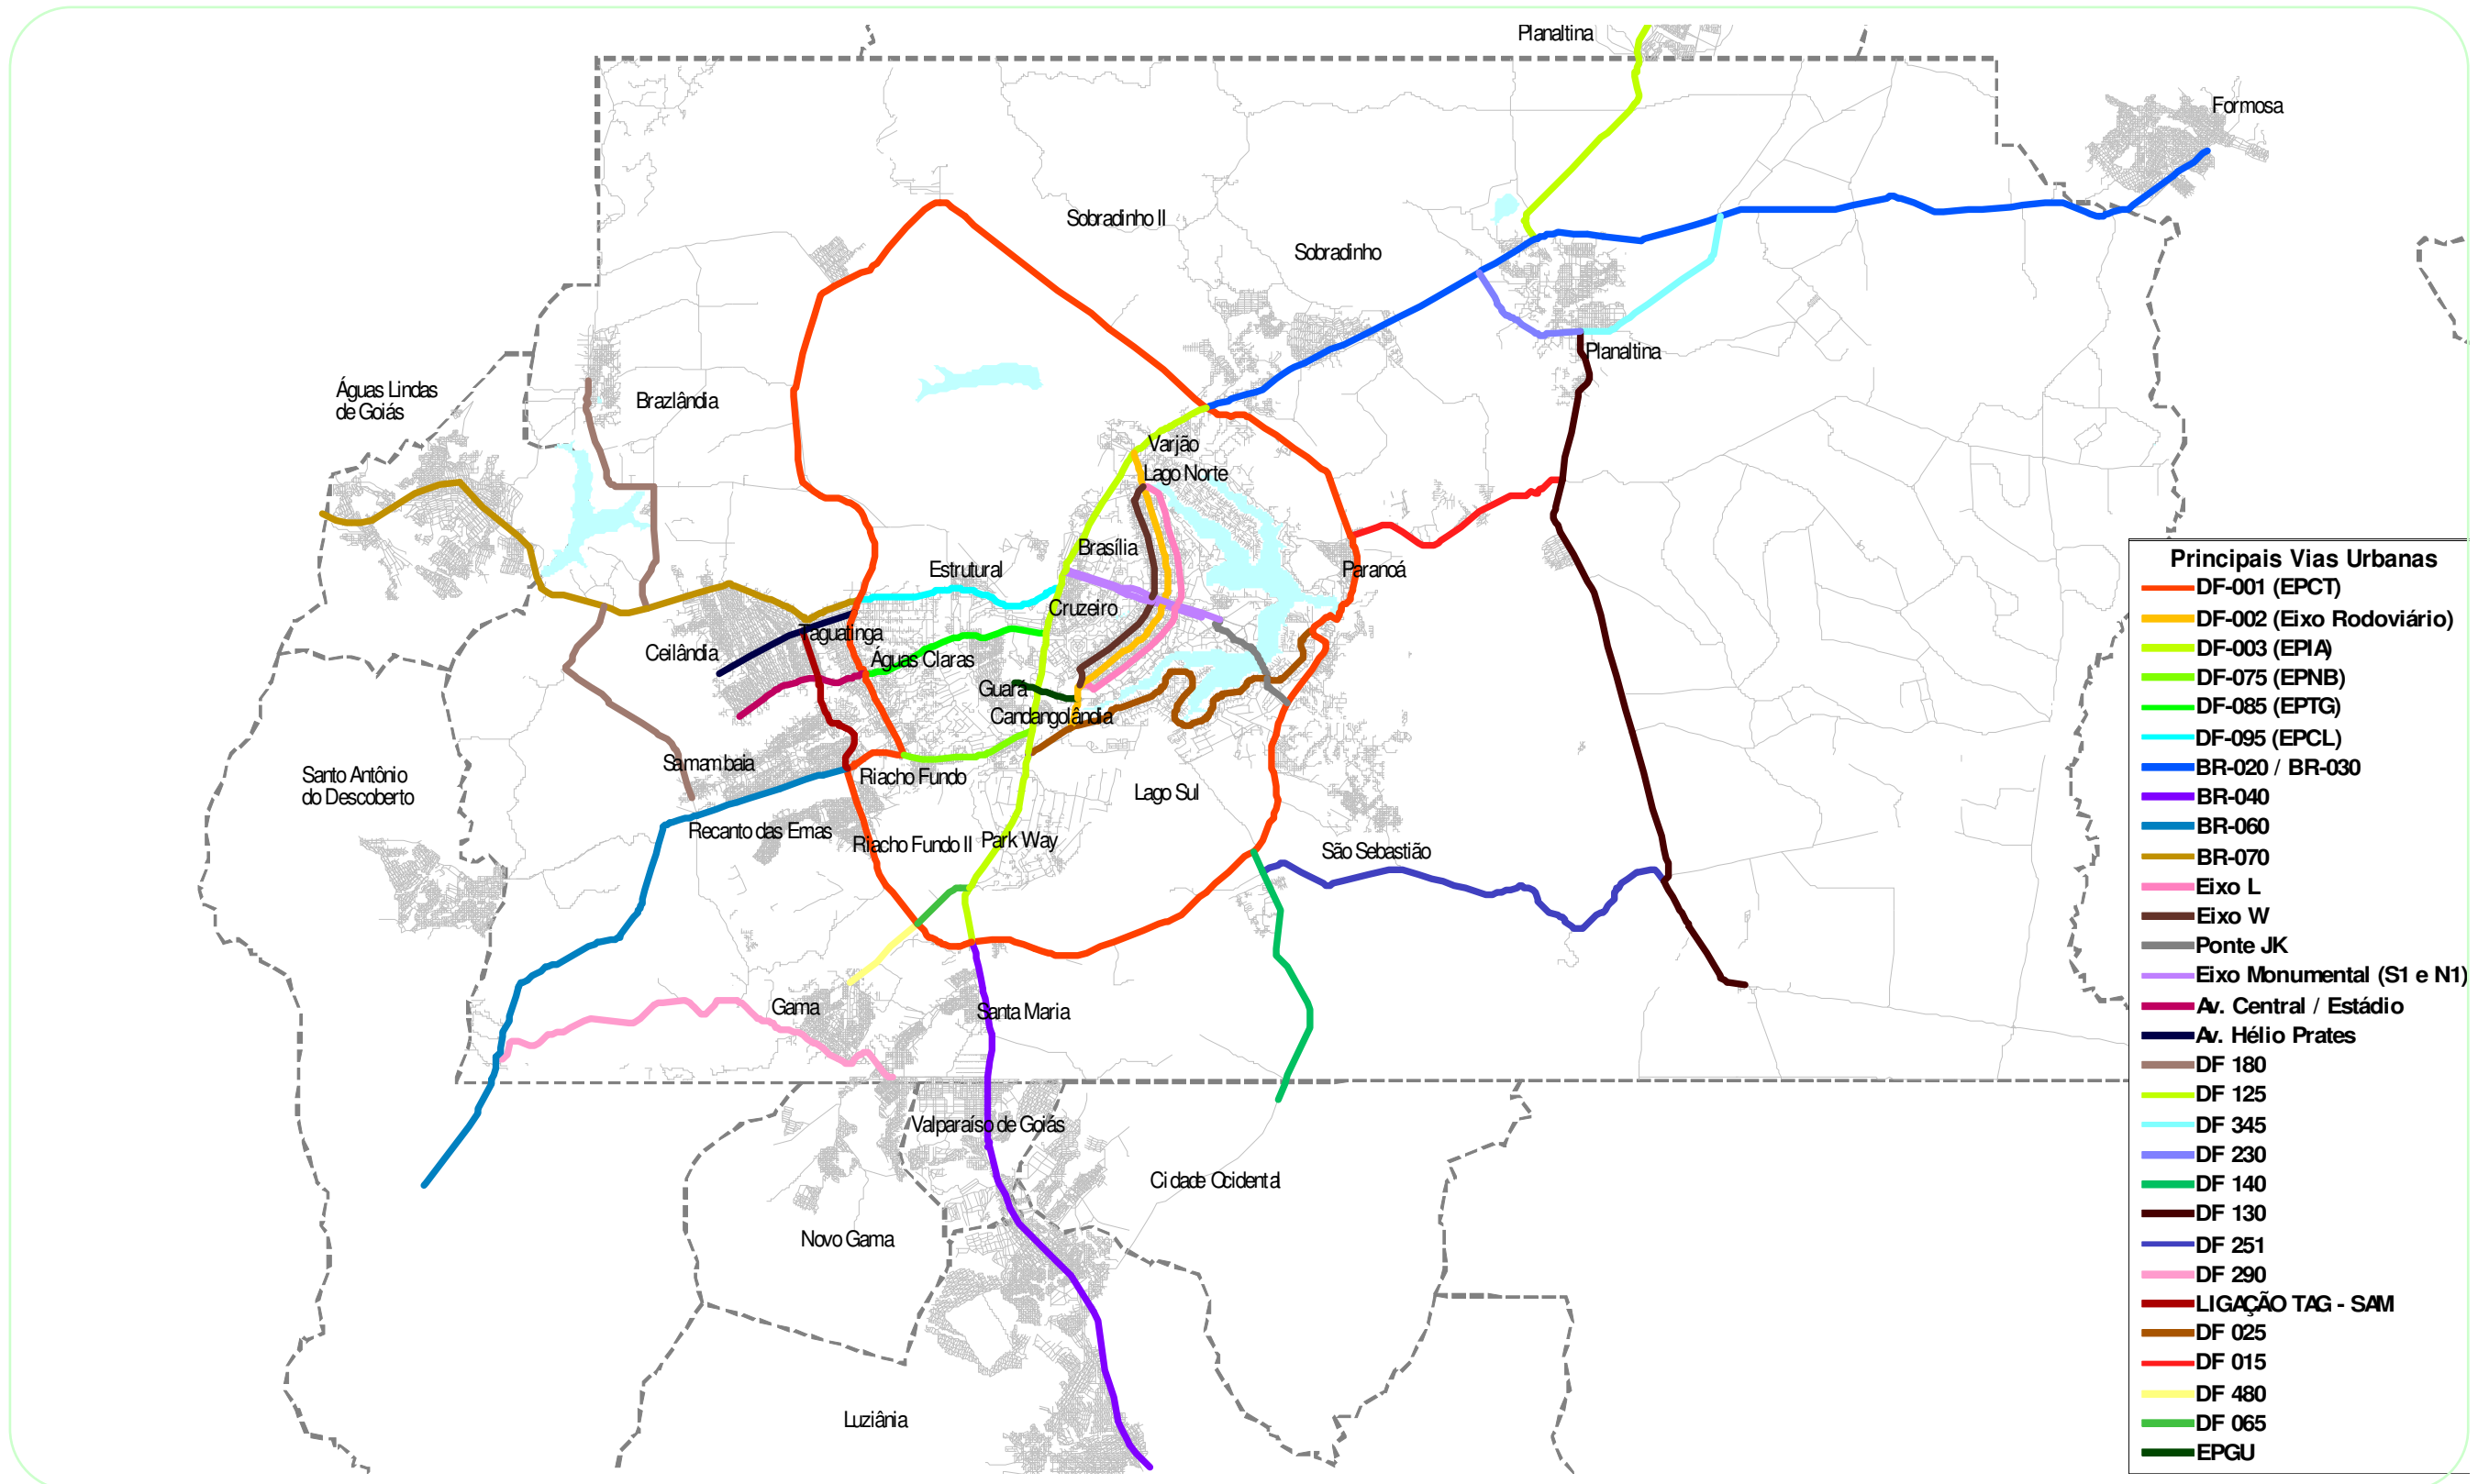 Planaltina
Formosa
Sobradinho II
Sobradinho
Planaltina
Águas Lindas
de Goiás
Brazlândia
Varjão
Lago Norte
Brasília
Estrutural
Paranoá
Cruzeiro
Taguatinga
Ceilândia
Águas Claras
Guará
Candangolândia
Samambaia
Riacho Fundo
Santo Antônio
do Descoberto
Lago Sul
Recanto das Emas
Riacho Fundo II
Park Way
São Sebastião
Gama
Santa Maria
Valparaíso de Goiás
Cidade Ocidental
Novo Gama
Luziânia
Principais Vias Urbanas
DF-001 (EPCT)
DF-002 (Eixo Rodoviário)
DF-003 (EPIA)
DF-075 (EPNB)
DF-085 (EPTG)
DF-095 (EPCL)
BR-020 / BR-030
BR-040
BR-060
BR-070
Eixo L
Eixo W
Ponte JK
Eixo Monumental (S1 e N1)
Av. Central / Estádio
Av. Hélio Prates
DF 180
DF 125
DF 345
DF 230
DF 140
DF 130
DF 251
DF 290
LIGAÇÃO TAG - SAM
DF 025
DF 015
DF 480
DF 065
EPGU